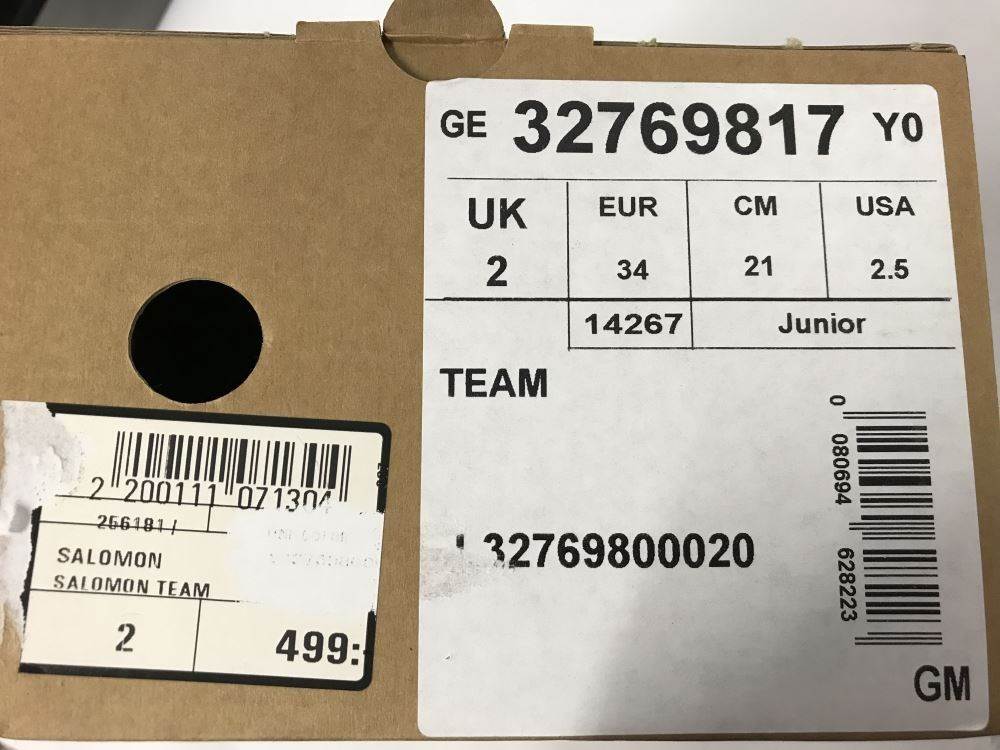 GE 32769817 Y0
UK EUR CM USA
2 34 21 2.5
14267 Junior
TEAM
32769800020
0 080694 628223
GM
2 200111 071304
256181/
SALOMON
SALOMON TEAM
2 499: